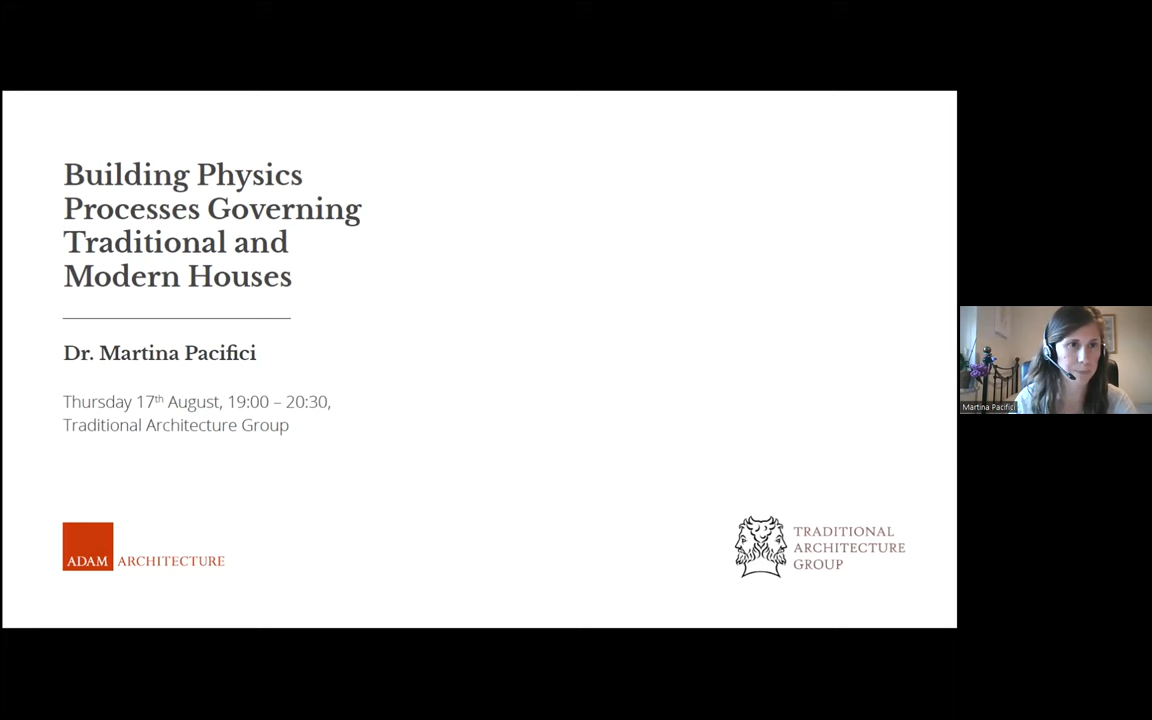 Building Physics
Processes Governing
Traditional and
Modern Houses
Dr. Martina Pacifici
Thursday 17th August, 19:00 – 20:30,
Traditional Architecture Group
ADAM ARCHITECTURE
TRADITIONAL
ARCHITECTURE
GROUP
Martina Pacifici